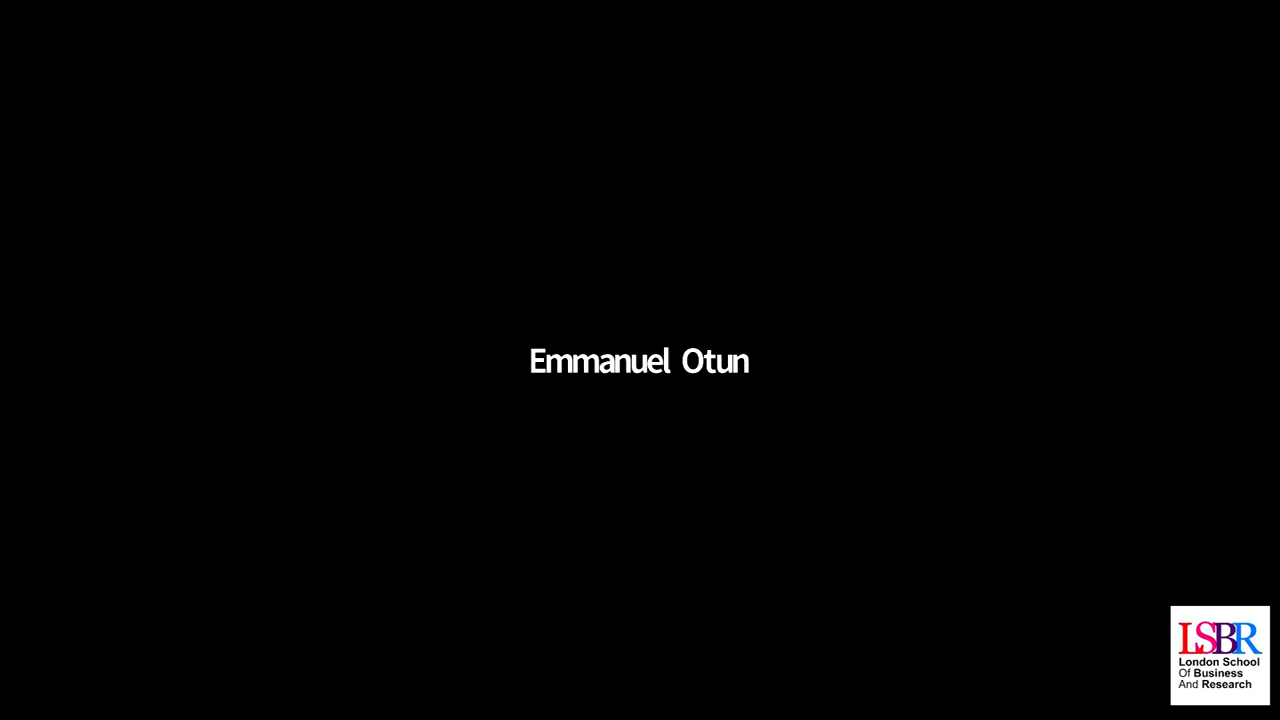 Emmanuel Otun
LSBR
London School
Of Business
And Research